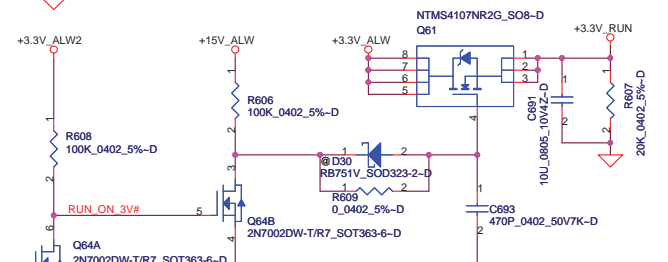 NTMS4107NR2G_SO8~D
Q61
+3.3V_ALW2
+15V_ALW
+3.3V_ALW
+3.3V_RUN
8
7
6
5
1
2
3
4
1
2
R606
100K_0402_5%~D
1
2
R608
100K_0402_5%~D
1
2
C691
10U_0805_10V4Z~D
1
2
R607
20K_0402_5%~D
1
2
@D30
RB751V_SOD323-2~D
1
2
R609
0_0402_5%~D
3
RUN_ON_3V#
5
Q64B
2N7002DW-T/R7_SOT363-6~D
4
1
C693
470P_0402_50V7K~D
2
6
Q64A
2N7002DW-T/R7_SOT363-6~D